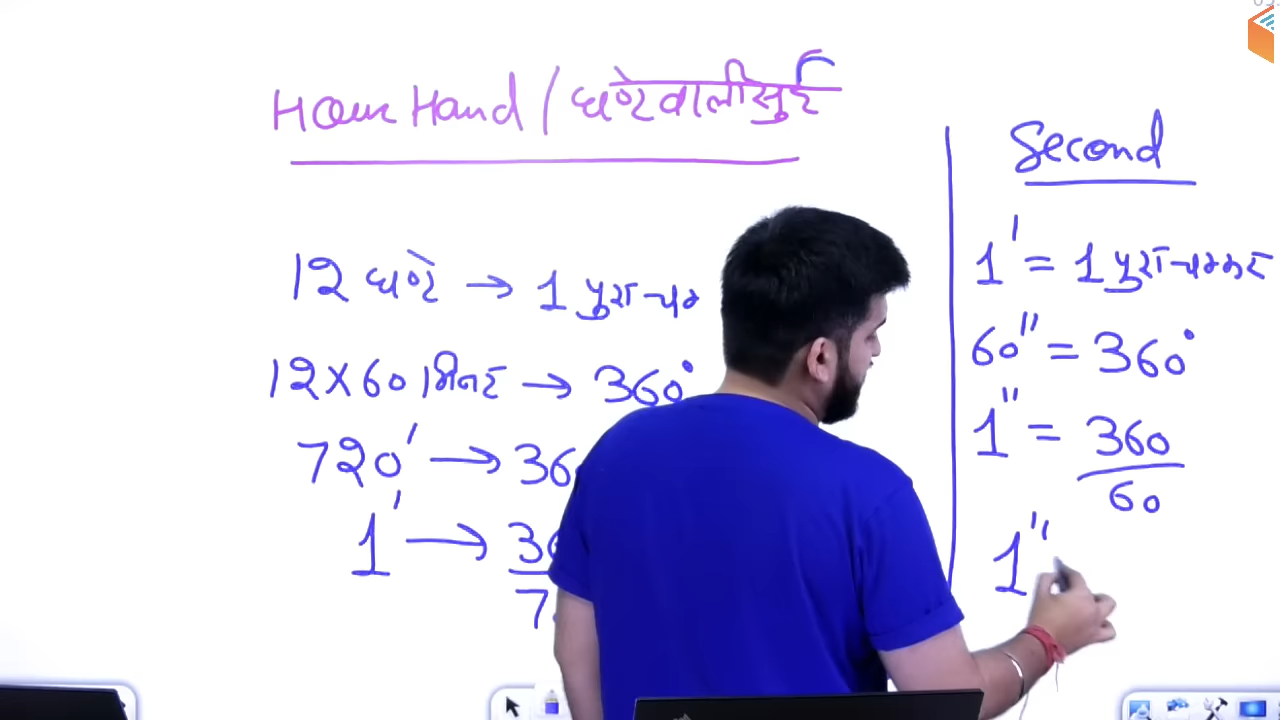 Hour Hand / घण्टेवाली सुई
12 घण्टे → 1 पुरा चक्
12 X 60 मिनट → 360°
720' → 36
1' → 36
7
Second
1' = 1 पुरा चक्कर
60" = 360°
1" = 360
60
1"